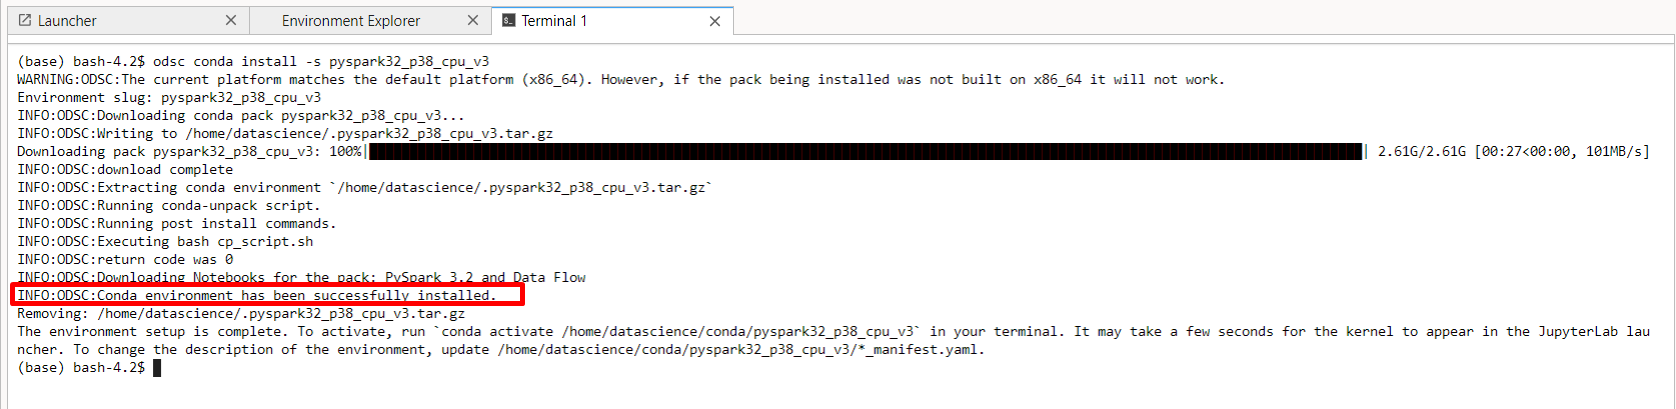 Launcher
Environment Explorer
Terminal 1
(base) bash-4.2$ odsc conda install -s pyspark32_p38_cpu_v3
WARNING:ODSC:The current platform matches the default platform (x86_64). However, if the pack being installed was not built on x86_64 it will not work.
Environment slug: pyspark32_p38_cpu_v3
INFO:ODSC:Downloading conda pack pyspark32_p38_cpu_v3...
INFO:ODSC:Writing to /home/datascience/.pyspark32_p38_cpu_v3.tar.gz
Downloading pack pyspark32_p38_cpu_v3: 100%| | 2.61G/2.61G [00:27<00:00, 101MB/s]
INFO:ODSC:download complete
INFO:ODSC:Extracting conda environment `/home/datascience/.pyspark32_p38_cpu_v3.tar.gz`
INFO:ODSC:Running conda-unpack script.
INFO:ODSC:Running post install commands.
INFO:ODSC:Executing bash cp_script.sh
INFO:ODSC:return code was 0
INFO:ODSC:Downloading Notebooks for the pack: PySpark 3.2 and Data Flow
INFO:ODSC:Conda environment has been successfully installed.
Removing: /home/datascience/.pyspark32_p38_cpu_v3.tar.gz
The environment setup is complete. To activate, run `conda activate /home/datascience/conda/pyspark32_p38_cpu_v3` in your terminal. It may take a few seconds for the kernel to appear in the JupyterLab lau
ncher. To change the description of the environment, update /home/datascience/conda/pyspark32_p38_cpu_v3/*_manifest.yaml.
(base) bash-4.2$